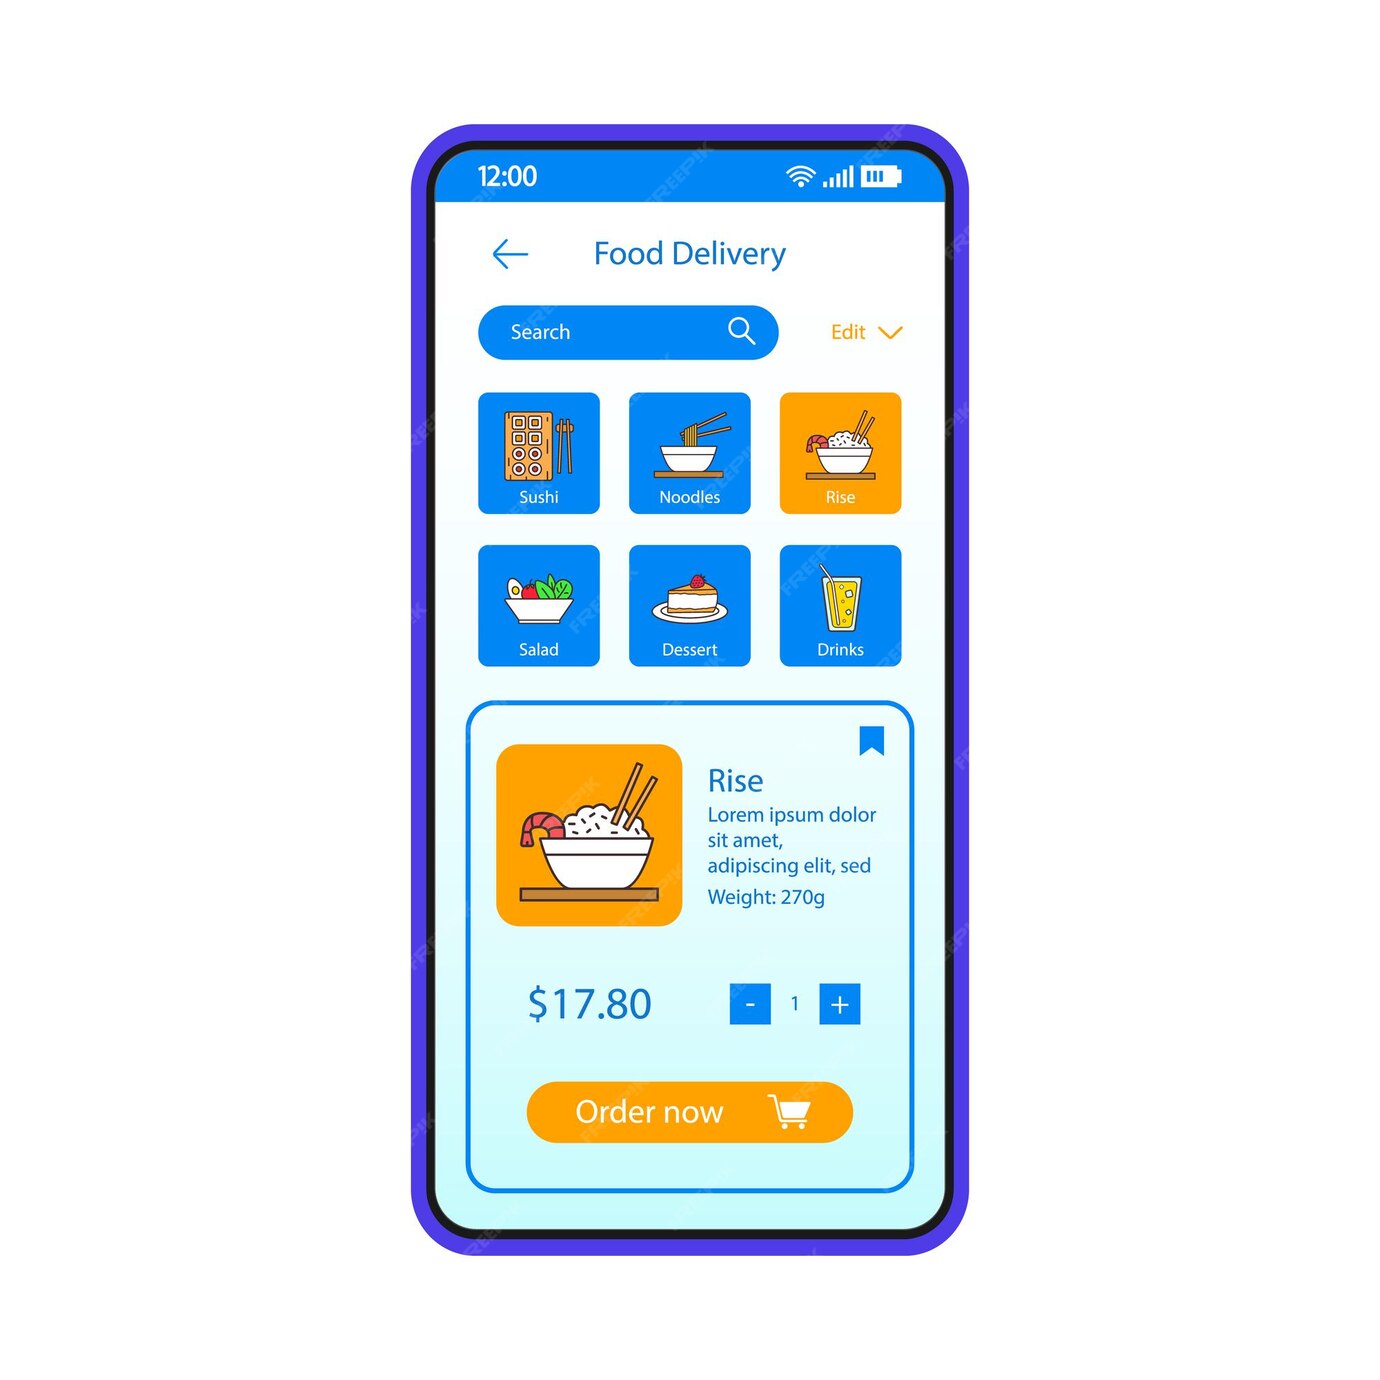 12:00
Food Delivery
Search
Edit
Sushi
Noodles
Rise
Salad
Dessert
Drinks
Rise
Lorem ipsum dolor
sit amet,
adipiscing elit, sed
Weight: 270g
$17.80
- 1 +
Order now